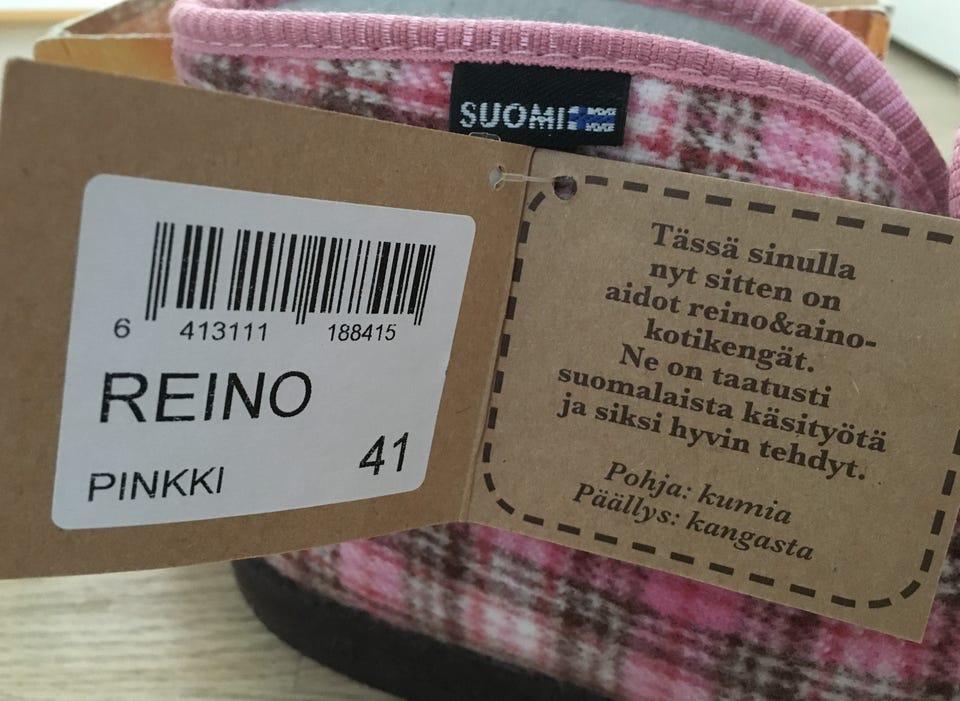 SUOMI
6 413111 188415
REINO
41
PINKKI
Tässä sinulla
nyt sitten on
aidot reino&aino-
kotikengät.
Ne on taatusti
suomalaista käsityötä
ja siksi hyvin tehdyt.
Pohja: kumia
Päällys: kangasta